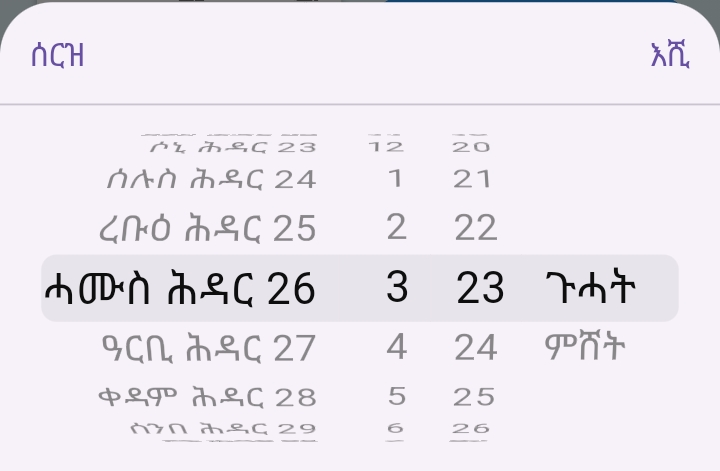 ሰርዝ እሺ
ሶኒ ሕዳር 23 12 20
ሰሉስ ሕዳር 24 1 21
ረቡዕ ሕዳር 25 2 22
ሓሙስ ሕዳር 26 3 23 ጉሓት
ዓርቢ ሕዳር 27 4 24 ምሸት
ቀዳም ሕዳር 28 5 25
ሰንበ ሕዳር 29 6 26